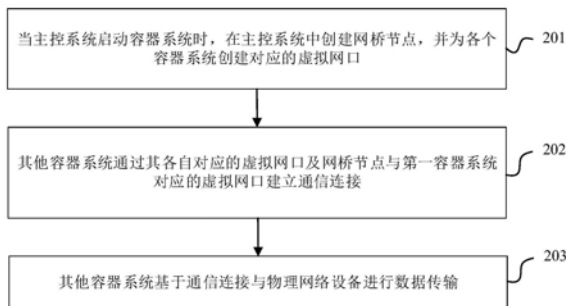 当主控系统启动容器系统时，在主控系统中创建网桥节点，并为各个
容器系统创建对应的虚拟网口
201
其他容器系统通过其各自对应的虚拟网口及网桥节点与第一容器系统
对应的虚拟网口建立通信连接
202
其他容器系统基于通信连接与物理网络设备进行数据传输
203